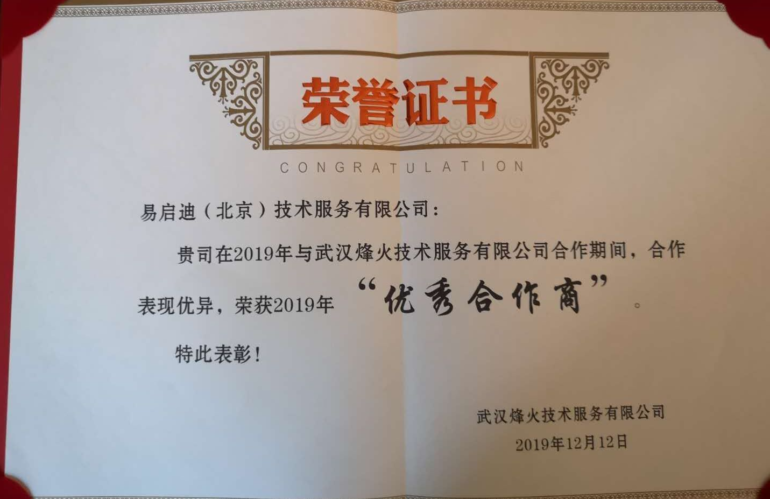 荣誉证书
CONGRATULATION
易启迪（北京）技术服务有限公司：
贵司在2019年与武汉烽火技术服务有限公司合作期间，合作
表现优异，荣获2019年“优秀合作商”。
特此表彰！
武汉烽火技术服务有限公司
2019年12月12日